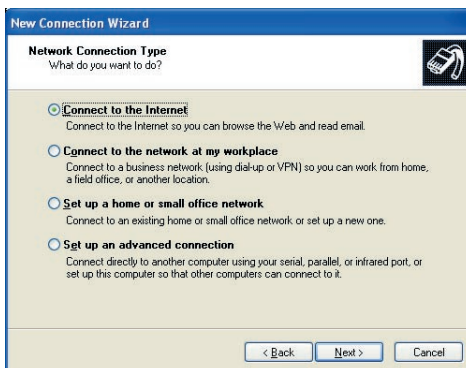 New Connection Wizard
Network Connection Type
What do you want to do?
Connect to the Internet
Connect to the Internet so you can browse the Web and read email.
Connect to the network at my workplace
Connect to a business network (using dial-up or VPN) so you can work from home,
a field office, or another location.
Set up a home or small office network
Connect to an existing home or small office network or set up a new one.
Set up an advanced connection
Connect directly to another computer using your serial, parallel, or infrared port, or
set up this computer so that other computers can connect to it.
< Back Next > Cancel